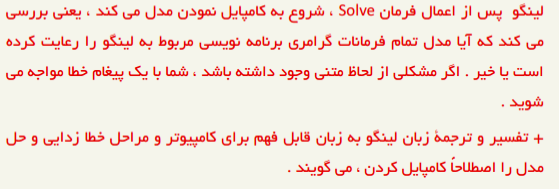 لینگو پس از اعمال فرمان Solve ، شروع به کامپایل نمودن مدل می کند ، یعنی بررسی
می کند که آیا مدل تمام فرمانات گرامری برنامه نویسی مربوط به لینگو را رعایت کرده
است یا خیر . اگر مشکلی از لحاظ متنی وجود داشته باشد ، شما با یک پیغام خطا مواجه می
شوید .
+ تفسیر و ترجمۀ زبان لینگو به زبان قابل فهم برای کامپیوتر و مراحل خطا زدایی و حل
مدل را اصطلاحاً کامپایل کردن ، می گویند .